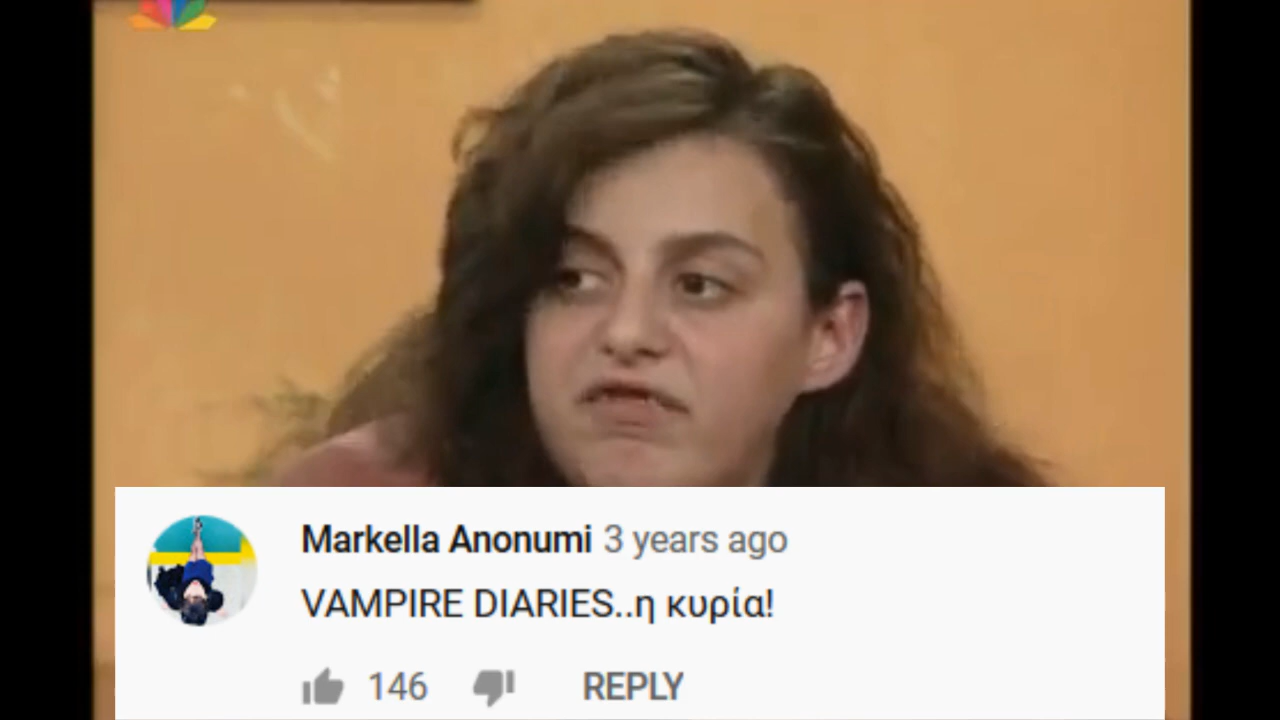 Markella Anonumi 3 years ago
VAMPIRE DIARIES..η κυρία!
146 REPLY